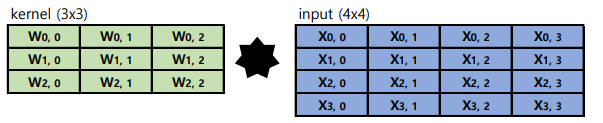 kernel (3x3)
W0, 0 W0, 1 W0, 2
W1, 0 W1, 1 W1, 2
W2, 0 W2, 1 W2, 2
input (4x4)
X0, 0 X0, 1 X0, 2 X0, 3
X1, 0 X1, 1 X1, 2 X1, 3
X2, 0 X2, 1 X2, 2 X2, 3
X3, 0 X3, 1 X3, 2 X3, 3